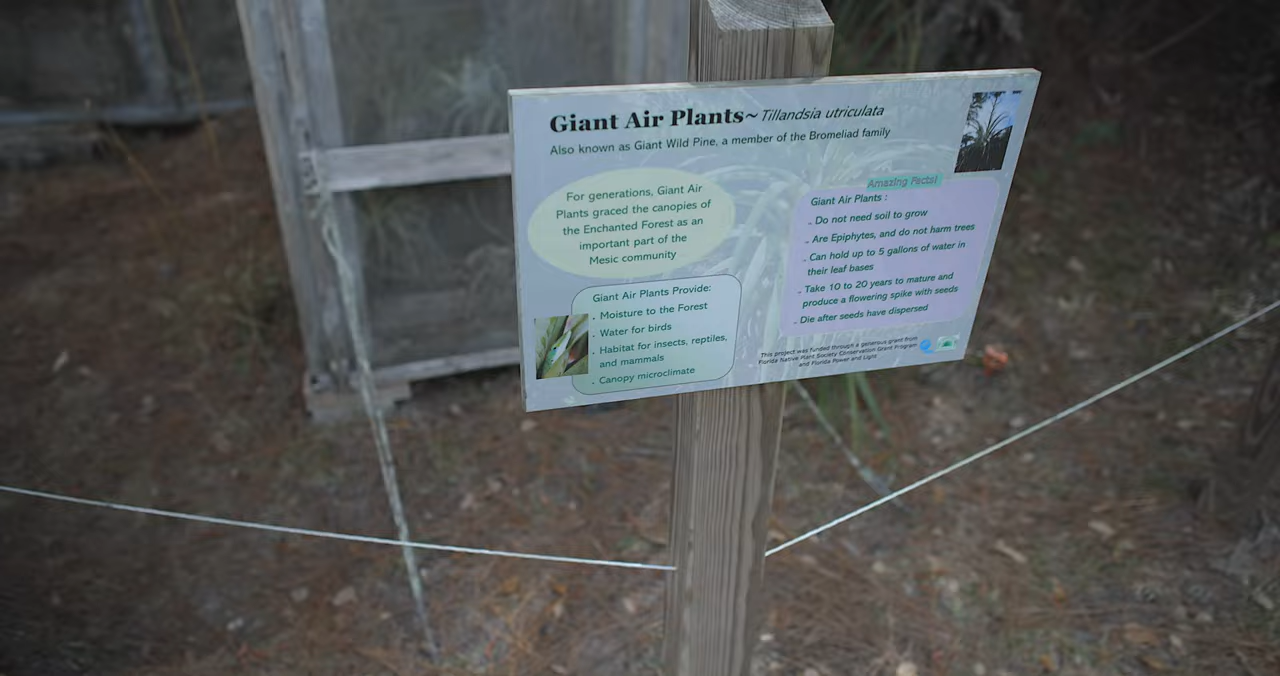 Giant Air Plants~ Tillandsia utriculata
Also known as Giant Wild Pine, a member of the Bromeliad family
For generations, Giant Air
Plants graced the canopies of
the Enchanted Forest as an
important part of the
Mesic community
Giant Air Plants Provide:
. Moisture to the Forest
. Water for birds
. Habitat for insects, reptiles,
and mammals
. Canopy microclimate
Amazing Facts!
Giant Air Plants :
- Do not need soil to grow
- Are Epiphytes, and do not harm trees
- Can hold up to 5 gallons of water in
their leaf bases
- Take 10 to 20 years to mature and
produce a flowering spike with seeds
- Die after seeds have dispersed
This project was funded through a generous grant from
Florida Native Plant Society Conservation Grant Program
and Florida Power and Light